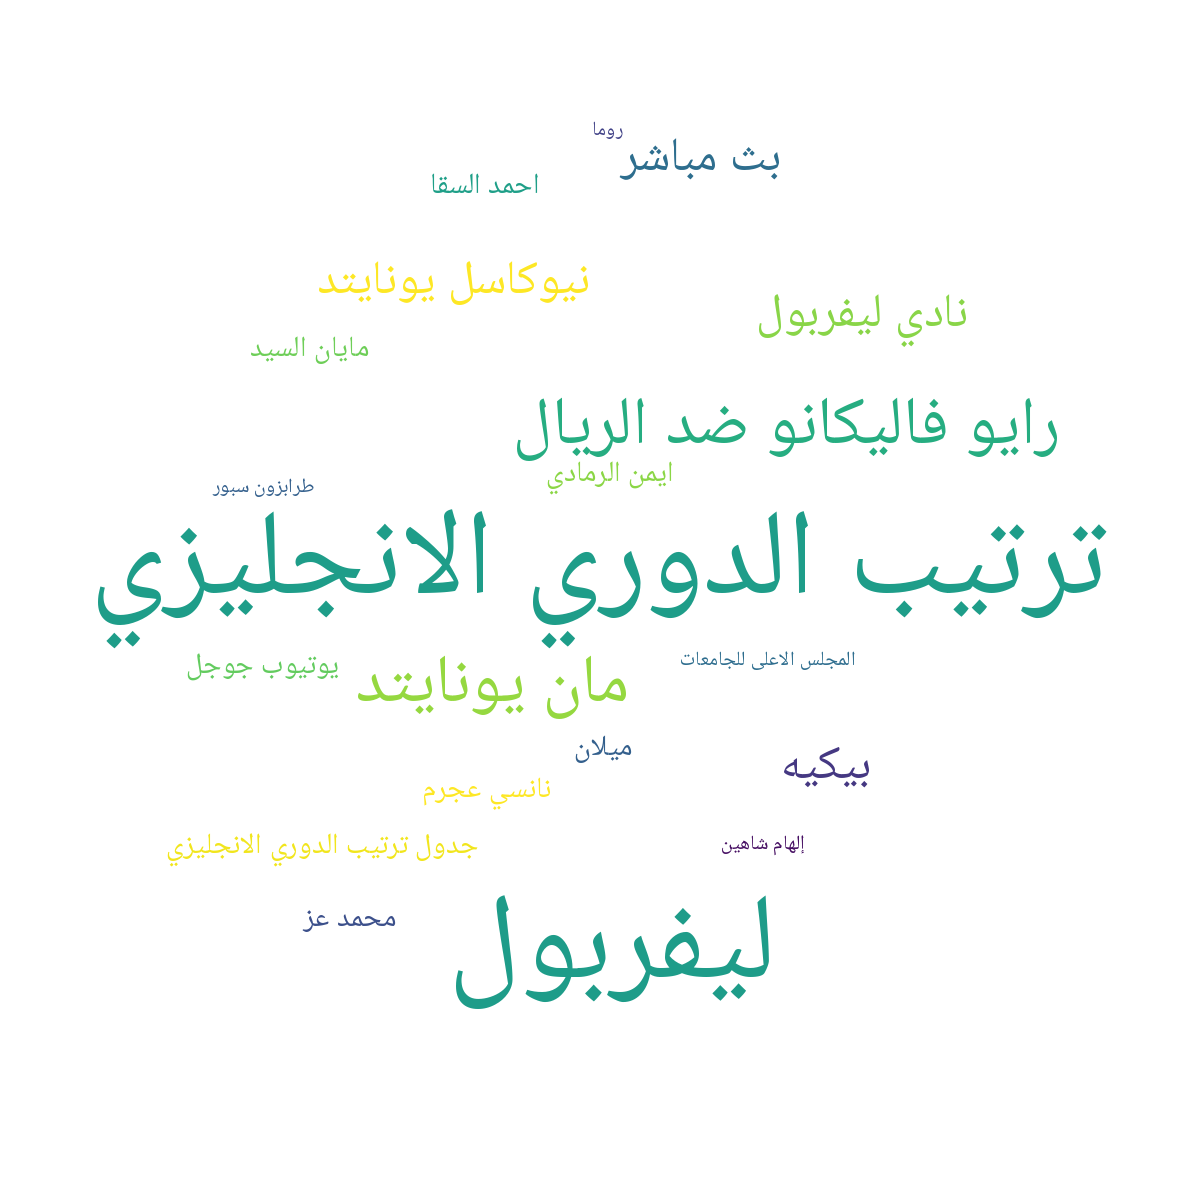 روما
بث مباشر
احمد السقا
نيوكاسل يونايتد
نادي ليفربول
مايان السيد
رايو فاليكانو ضد الريال
ايمن الرمادي
طرابزون سبور
ترتيب الدوري الانجليزي
المجلس الاعلى للجامعات
يوتيوب جوجل
مان يونايتد
ميلان
بيكيه
نانسي عجرم
إلهام شاهين
جدول ترتيب الدوري الانجليزي
محمد عز
ليفربول